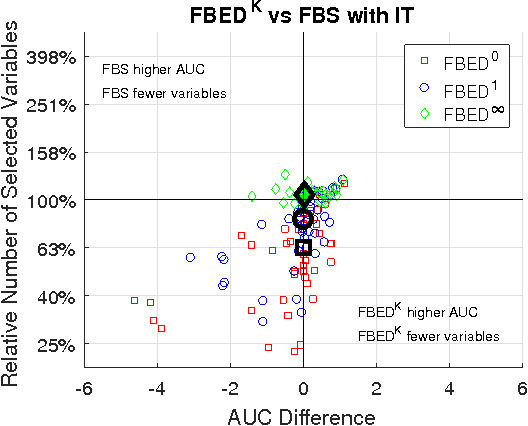 FBED^K vs FBS with IT
Relative Number of Selected Variables
398%
251%
158%
100%
63%
40%
25%
FBS higher AUC
FBS fewer variables
FBED^0
FBED^1
FBED^∞
FBED^K higher AUC
FBED^K fewer variables
-6 -4 -2 0 2 4 6
AUC Difference